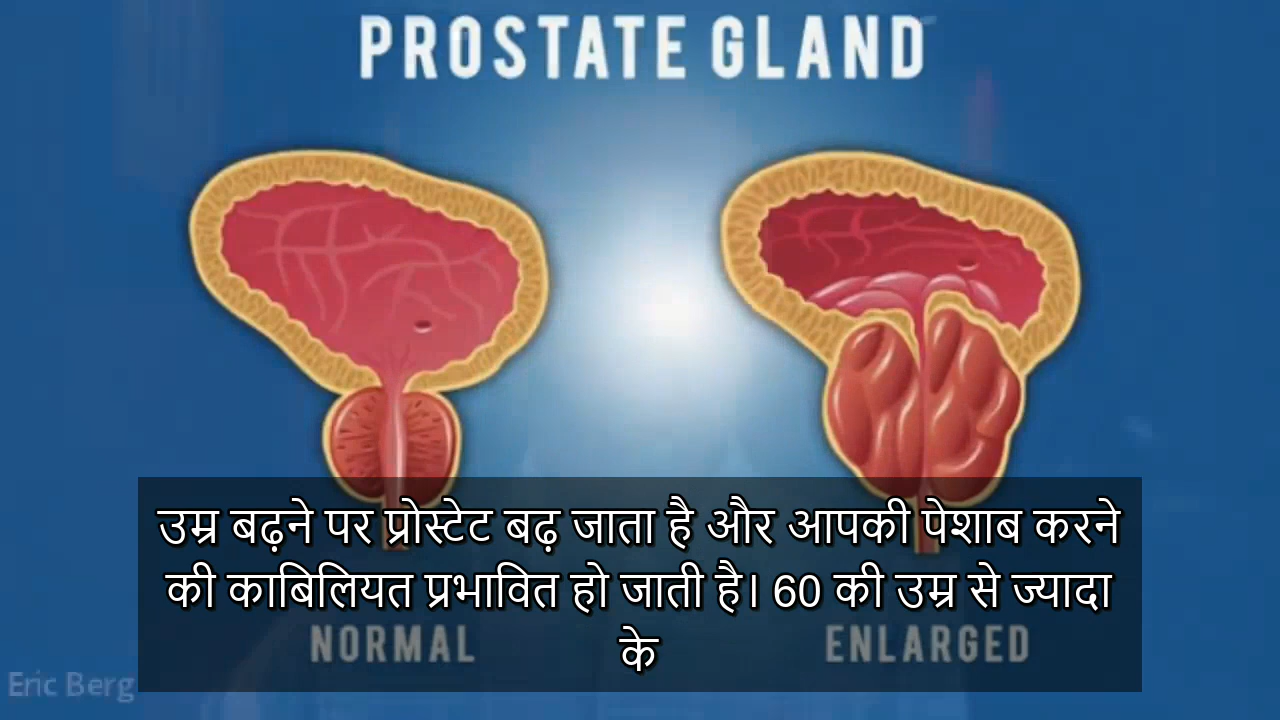 PROSTATE GLAND
उम्र बढ़ने पर प्रोस्टेट बढ़ जाता है और आपकी पेशाब करने
की काबिलियत प्रभावित हो जाती है। 60 की उम्र से ज्यादा
के
NORMAL
ENLARGED
Eric Berg